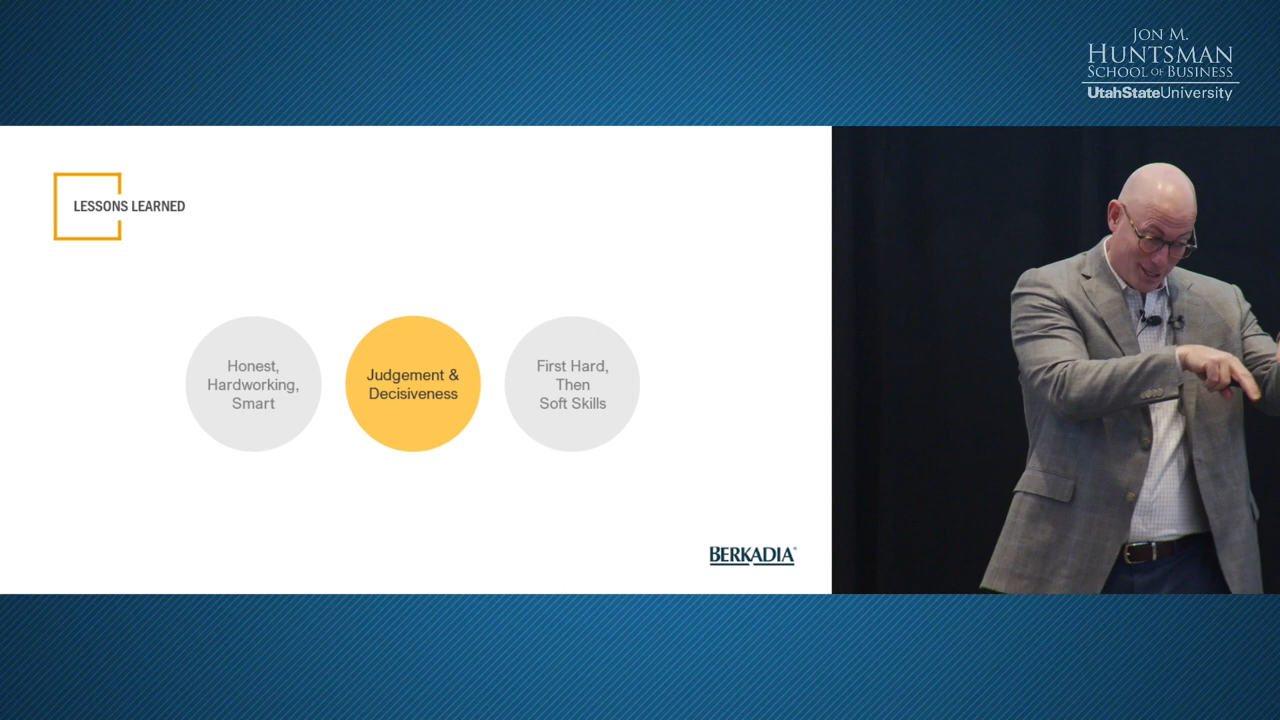 JON M.
HUNTSMAN
SCHOOL OF BUSINESS
UtahStateUniversity
LESSONS LEARNED
Honest,
Hardworking,
Smart
Judgement &
Decisiveness
First Hard,
Then
Soft Skills
BERKADIA®